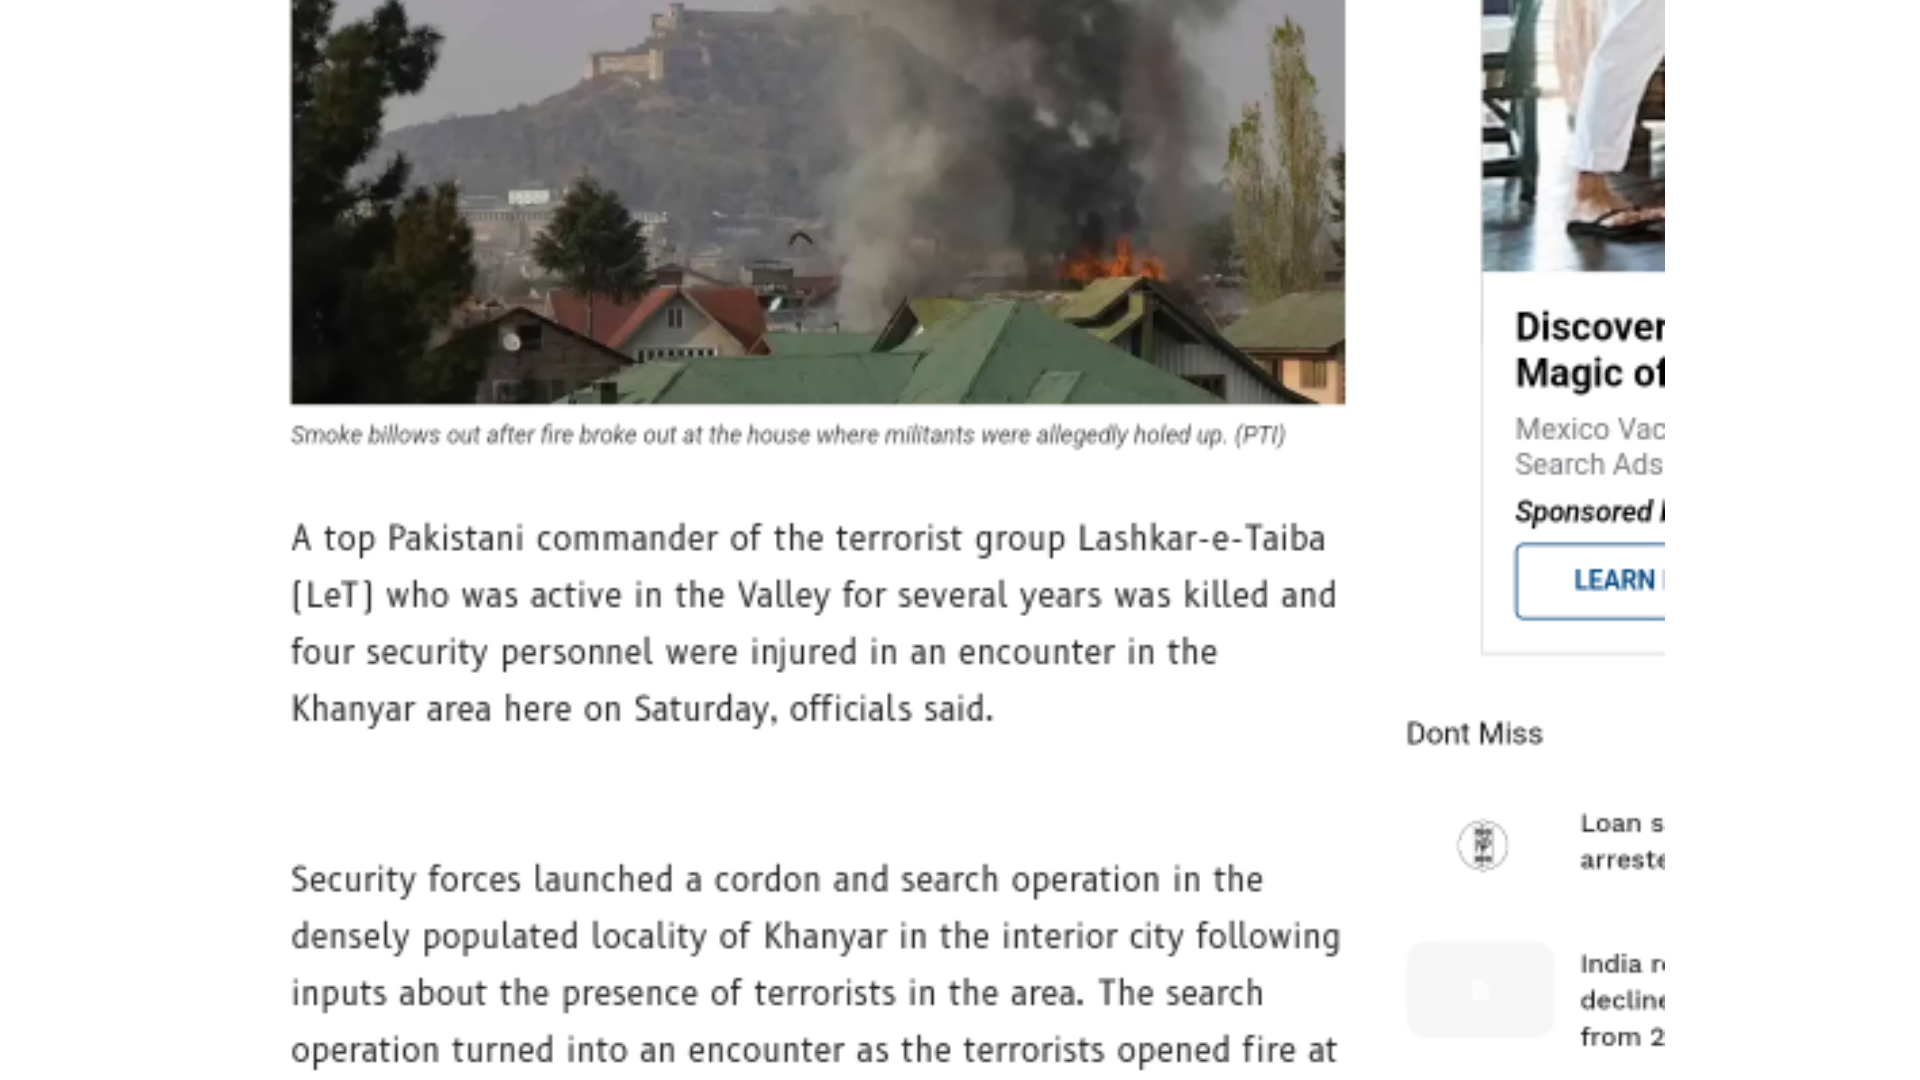 Smoke billows out after fire broke out at the house where militants were allegedly holed up. (PTI)
A top Pakistani commander of the terrorist group Lashkar-e-Taiba
(LeT) who was active in the Valley for several years was killed and
four security personnel were injured in an encounter in the
Khanyar area here on Saturday, officials said.
Security forces launched a cordon and search operation in the
densely populated locality of Khanyar in the interior city following
inputs about the presence of terrorists in the area. The search
operation turned into an encounter as the terrorists opened fire at
Discover
Magic of
Mexico Vac
Search Ads
Sponsored
LEARN
Dont Miss
Loan s
arreste
India r
decline
from 2